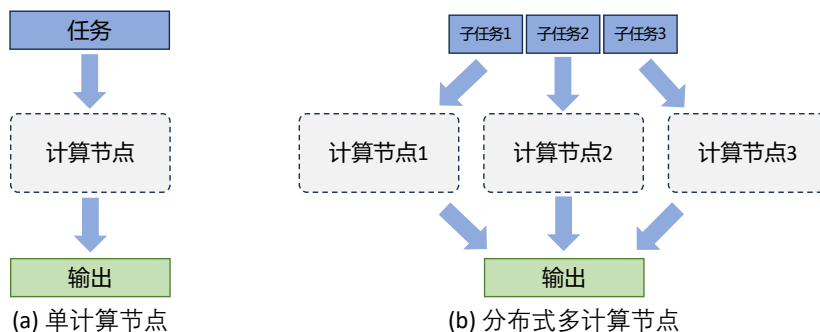 任务
计算节点
输出
(a) 单计算节点
子任务1 子任务2 子任务3
计算节点1 计算节点2 计算节点3
输出
(b) 分布式多计算节点